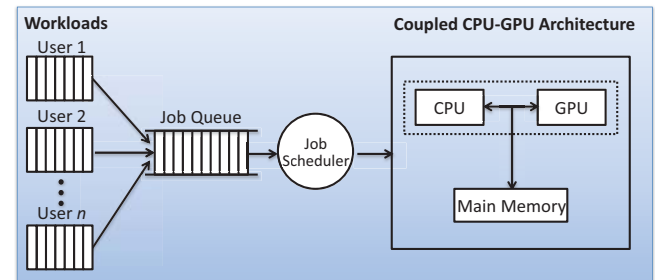 Workloads
Coupled CPU-GPU Architecture
User 1
User 2
User n
Job Queue
Job
Scheduler
CPU
GPU
Main Memory